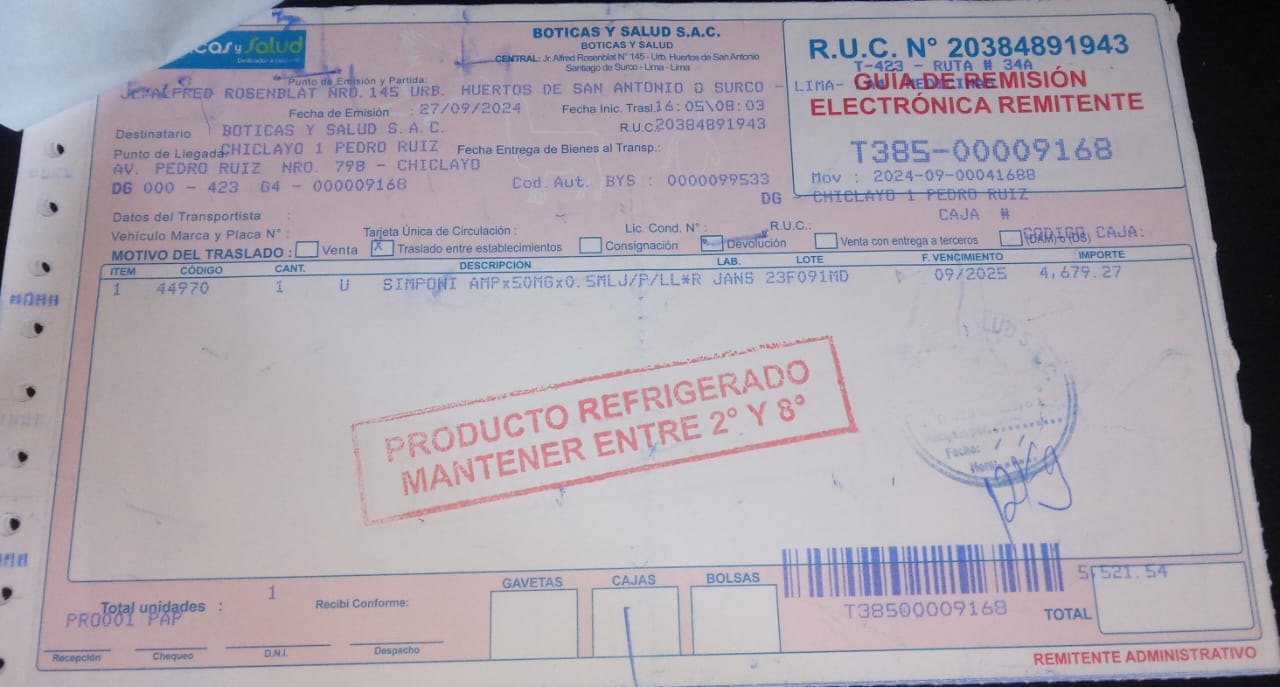 cas y Salud
BOTICAS Y SALUD S.A.C.
BOTICAS Y SALUD
CENTRAL: Jr. Alfred Rosenblat N° 145 - Urb. Huertos de San Antonio
Santiago de Surco - Lima - Lima
R.U.C. N° 20384891943
T-423 - RUTA # 34A
GUÍA DE REMISIÓN
ELECTRÓNICA REMITENTE
Punto de Emisión y Partida:
ALFRED ROSENBLAT NRO.145 URB. HUERTOS DE SAN ANTONIO O SURCO - LIMA-
Fecha de Emisión : 27/09/2024 Fecha Inic. Trasl. 16:05\08:03
Destinatario BOTICAS Y SALUD S.A.C. R.U.C. 20384891943
T385-00009168
Punto de Llegada CHICLAYO 1 PEDRO RUIZ Fecha Entrega de Bienes al Transp.:
AV. PEDRO RUIZ NRO. 798 - CHICLAYO
Mov : 2024-09-00041688
DG 000 - 423 G4 - 000009168 Cod. Aut. BYS : 0000099533
DG - CHICLAYO 1 PEDRO RUIZ
CAJA #
Datos del Transportista :
Vehículo Marca y Placa N° : Tarjeta Única de Circulación : Lic. Cond. N° : R.U.C.:
CODIGO CAJA:
MOTIVO DEL TRASLADO : Venta X Traslado entre establecimientos Consignación Devolución Venta con entrega a terceros (DAM) ó (DS)
ITEM CÓDIGO CANT. DESCRIPCIÓN LAB. LOTE F. VENCIMIENTO IMPORTE
1 44970 1 U SIMPONI AMPx50MGx0.5MLJ/P/LL*R JANS 23F091MD 09/2025 4,679.27
PRODUCTO REFRIGERADO
MANTENER ENTRE 2° Y 8°
Fecha: / /
Hora:
GAVETAS CAJAS BOLSAS
5,521.54
Total unidades : 1 Recibí Conforme:
PRO001 PAP
T38500009168
TOTAL
Recepción Chequeo D.N.I. Despacho
REMITENTE ADMINISTRATIVO